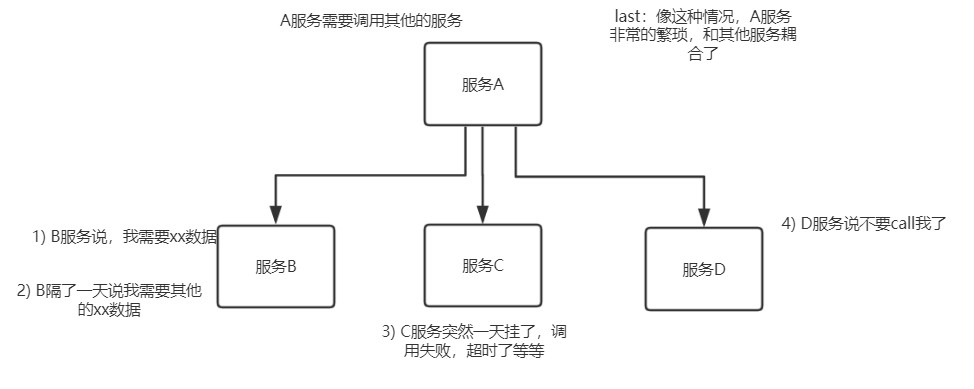 A服务需要调用其他的服务
last：像这种情况，A服务
非常的繁琐，和其他服务耦
合了
服务A
1) B服务说，我需要xx数据
服务B
服务C
服务D
4) D服务说不要call我了
2) B隔了一天说我需要其他
的xx数据
3) C服务突然一天挂了，调
用失败，超时了等等